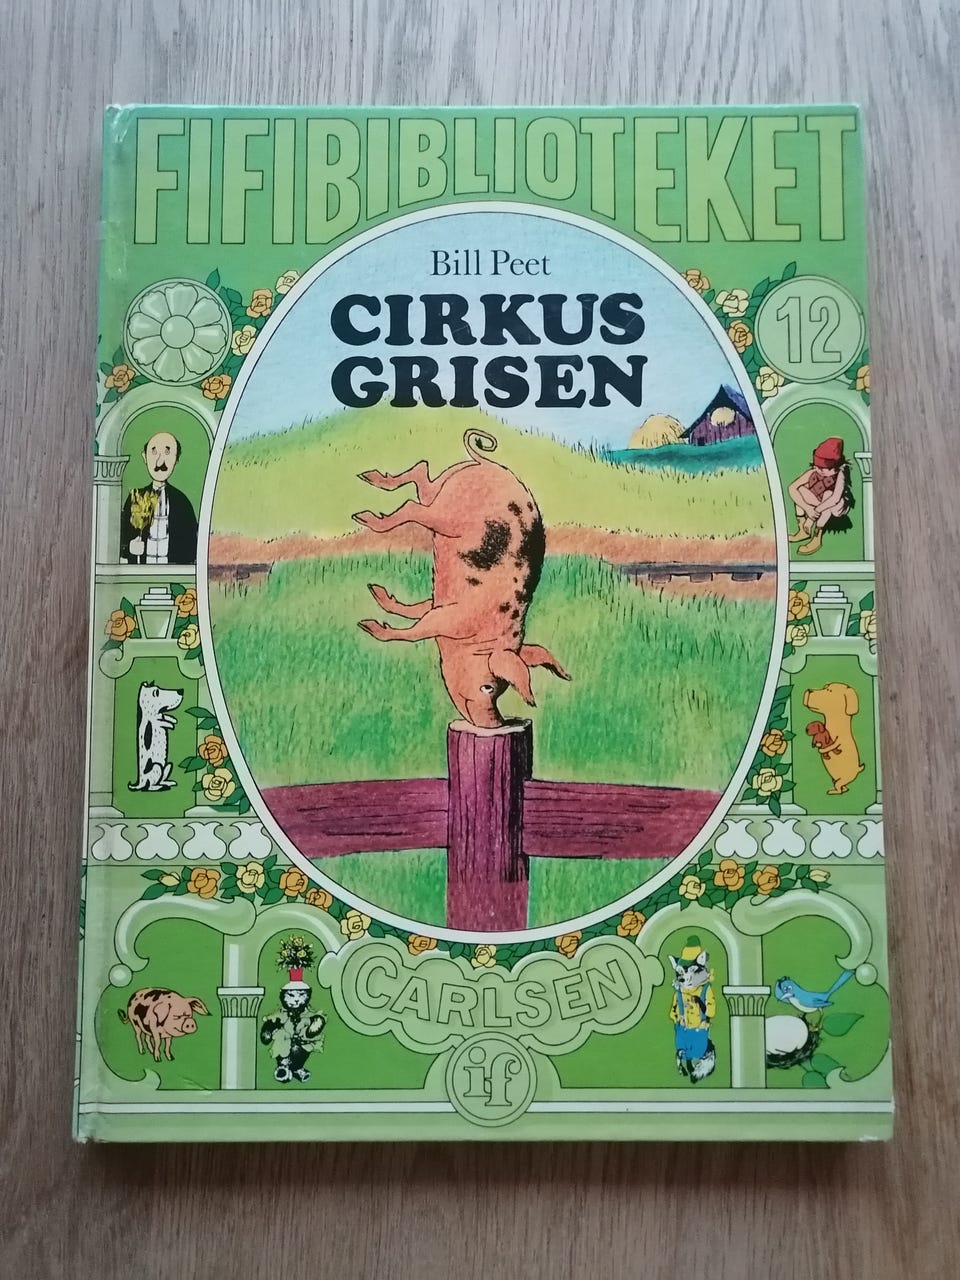 FIFIBIBLIOTEKET
Bill Peet
CIRKUS
GRISEN
12
CARLSEN
if